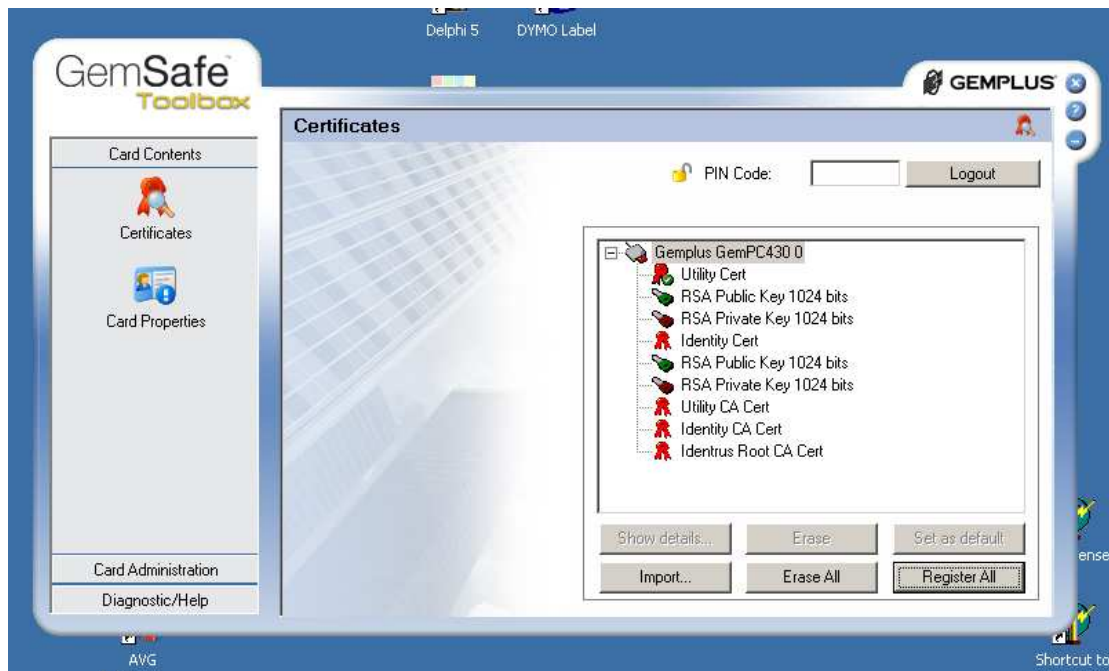 Delphi 5
DYMO Label
GemSafe
Toolbox
GEMPLUS
Certificates
Card Contents
Certificates
Card Properties
Card Administration
Diagnostic/Help
PIN Code:
Logout
Gemplus GemPC430 0
Utility Cert
RSA Public Key 1024 bits
RSA Private Key 1024 bits
Identity Cert
RSA Public Key 1024 bits
RSA Private Key 1024 bits
Utility CA Cert
Identity CA Cert
Identrus Root CA Cert
Show details...
Erase
Set as default
Import...
Erase All
Register All
ense
AVG
Shortcut to